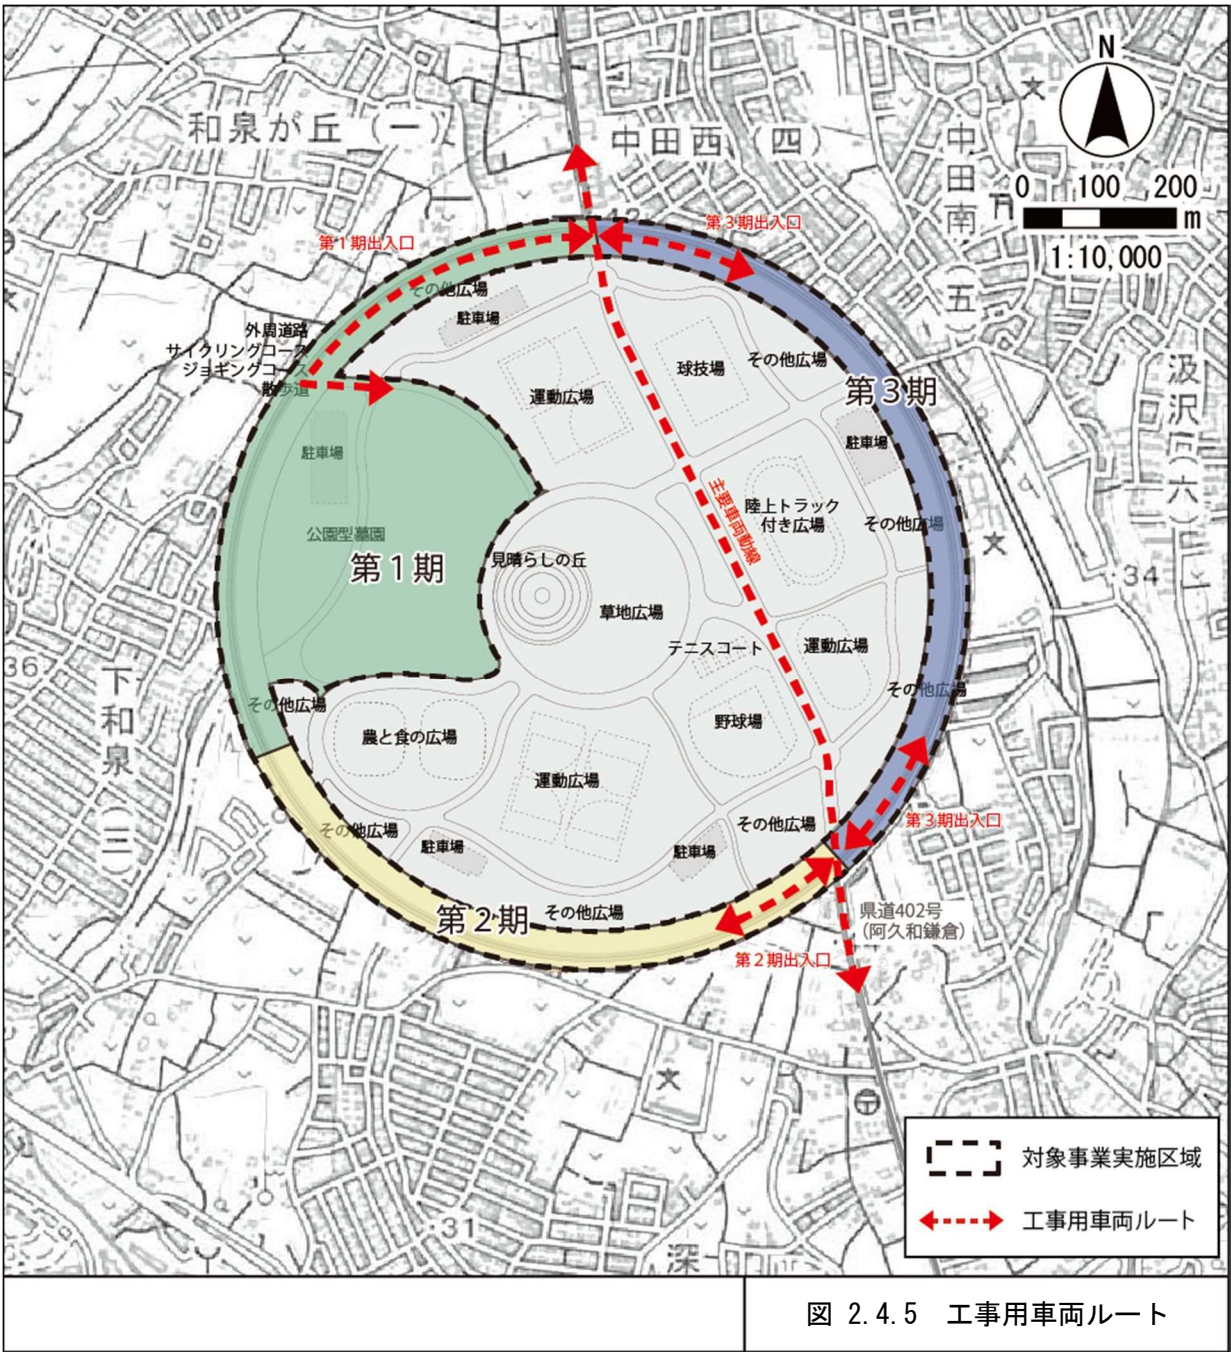 和泉が丘(一)
中田西(四)
中田南(五)
N
0 100 200
m
1:10,000
第1期出入口
第3期出入口
その他広場
駐車場
外周道路
サイクリングコース
ジョギングコース
散歩道
運動広場
球技場
その他広場
第3期
汲沢(六)
駐車場
駐車場
主要車両動線
陸上トラック
付き広場
その他広場
公園型墓園
第1期
見晴らしの丘
草地広場
34
テニスコート
運動広場
36
下和泉(三)
その他広場
その他広場
農と食の広場
野球場
運動広場
その他広場
駐車場
その他広場
駐車場
第3期出入口
第2期
その他広場
県道402号
(阿久和鎌倉)
第2期出入口
対象事業実施区域
工事用車両ルート
31
深
図 2.4.5 工事用車両ルート